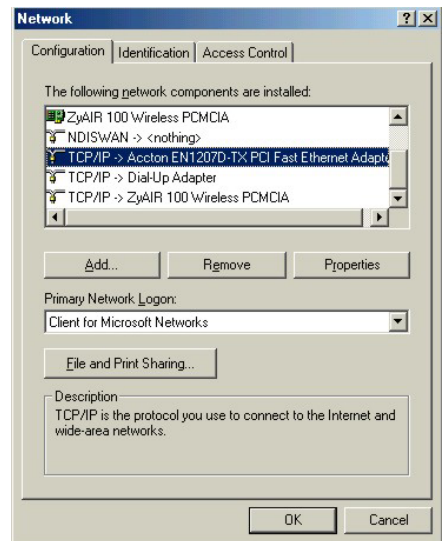 Network
Configuration Identification Access Control
The following network components are installed:
ZyAIR 100 Wireless PCMCIA
NDISWAN -> <nothing>
TCP/IP -> Accton EN1207D-TX PCI Fast Ethernet Adapte
TCP/IP -> Dial-Up Adapter
TCP/IP -> ZyAIR 100 Wireless PCMCIA
Add... Remove Properties
Primary Network Logon:
Client for Microsoft Networks
File and Print Sharing...
Description
TCP/IP is the protocol you use to connect to the Internet and
wide-area networks.
OK Cancel